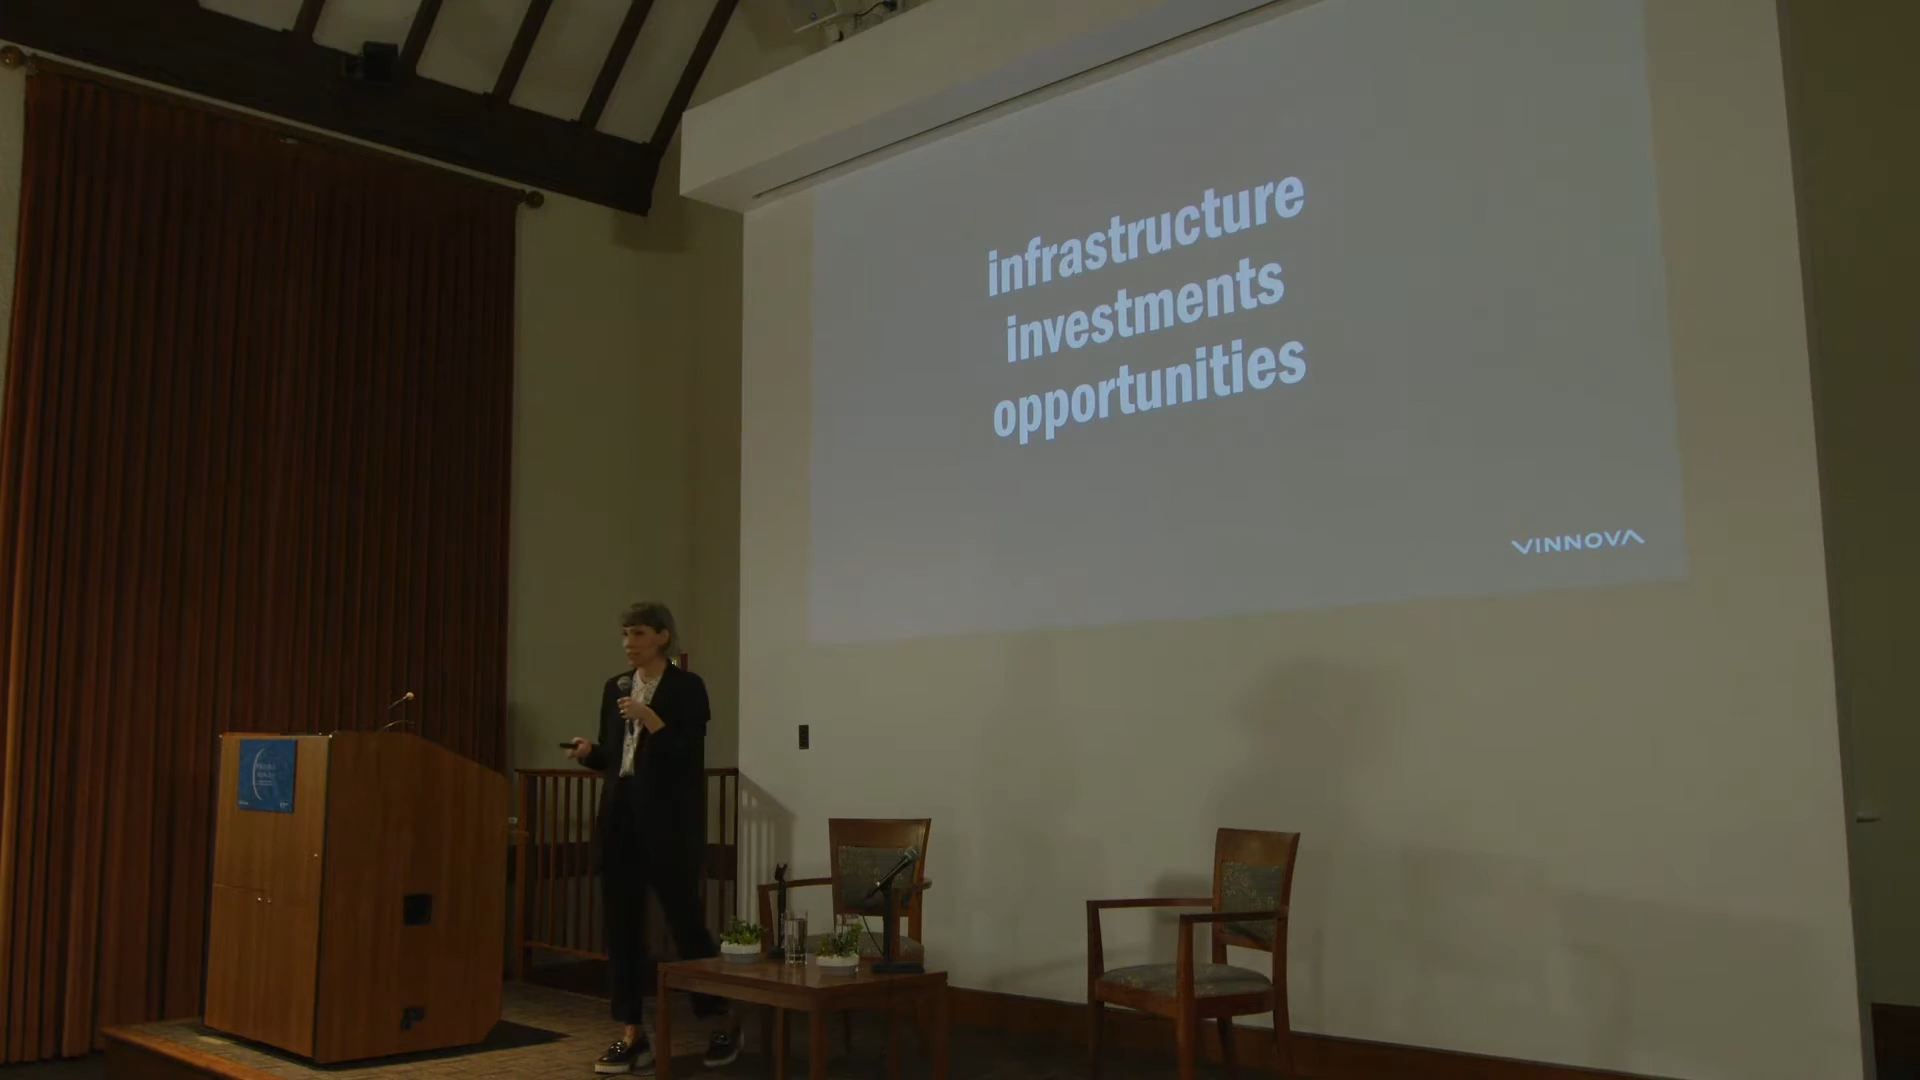 infrastructure
investments
opportunities
VINNOVA